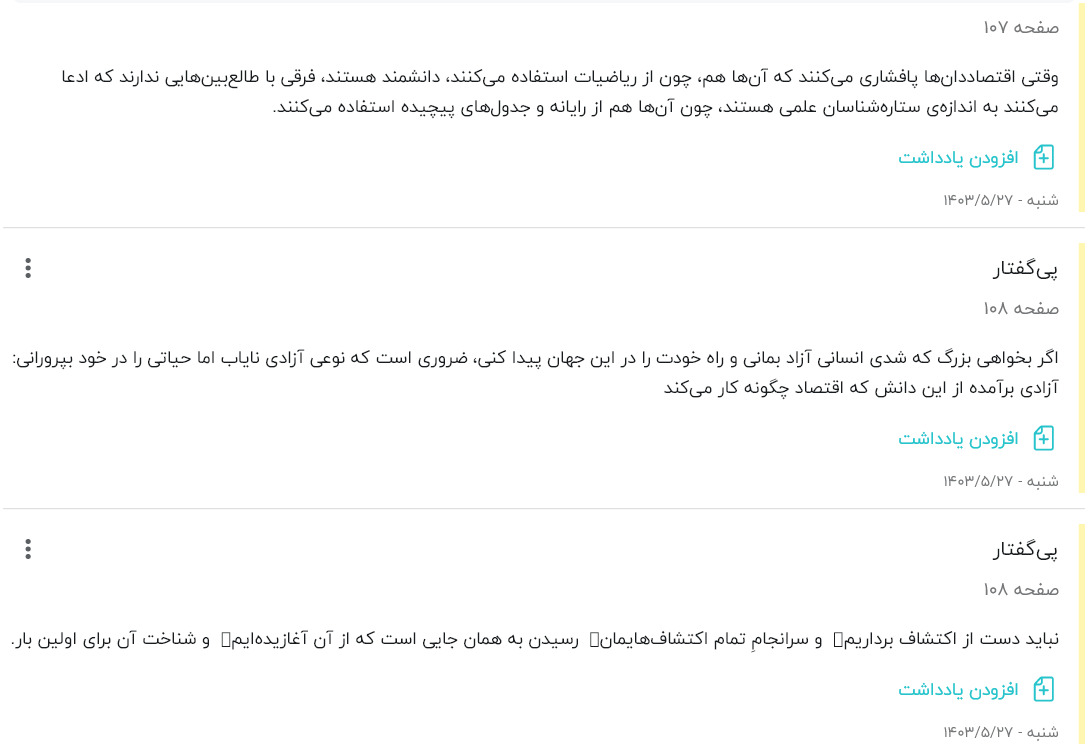 صفحه ۱۰۷
وقتی اقتصاددان‌ها پافشاری می‌کنند که آن‌ها هم، چون از ریاضیات استفاده می‌کنند، دانشمند هستند، فرقی با طالع‌بین‌هایی ندارند که ادعا
می‌کنند به اندازه‌ی ستاره‌شناسان علمی هستند، چون آن‌ها هم از رایانه و جدول‌های پیچیده استفاده می‌کنند.
افزودن یادداشت
شنبه - ۱۴۰۳/۵/۲۷
پی‌گفتار
صفحه ۱۰۸
اگر بخواهی بزرگ که شدی انسانی آزاد بمانی و راه خودت را در این جهان پیدا کنی، ضروری است که نوعی آزادی نایاب اما حیاتی را در خود بپرورانی:
آزادی برآمده از این دانش که اقتصاد چگونه کار می‌کند
افزودن یادداشت
شنبه - ۱۴۰۳/۵/۲۷
پی‌گفتار
صفحه ۱۰۸
نباید دست از اکتشاف برداریم▯ و سرانجامِ تمام اکتشاف‌هایمان▯ رسیدن به همان جایی است که از آن آغازیده‌ایم▯ و شناخت آن برای اولین بار.
افزودن یادداشت
شنبه - ۱۴۰۳/۵/۲۷